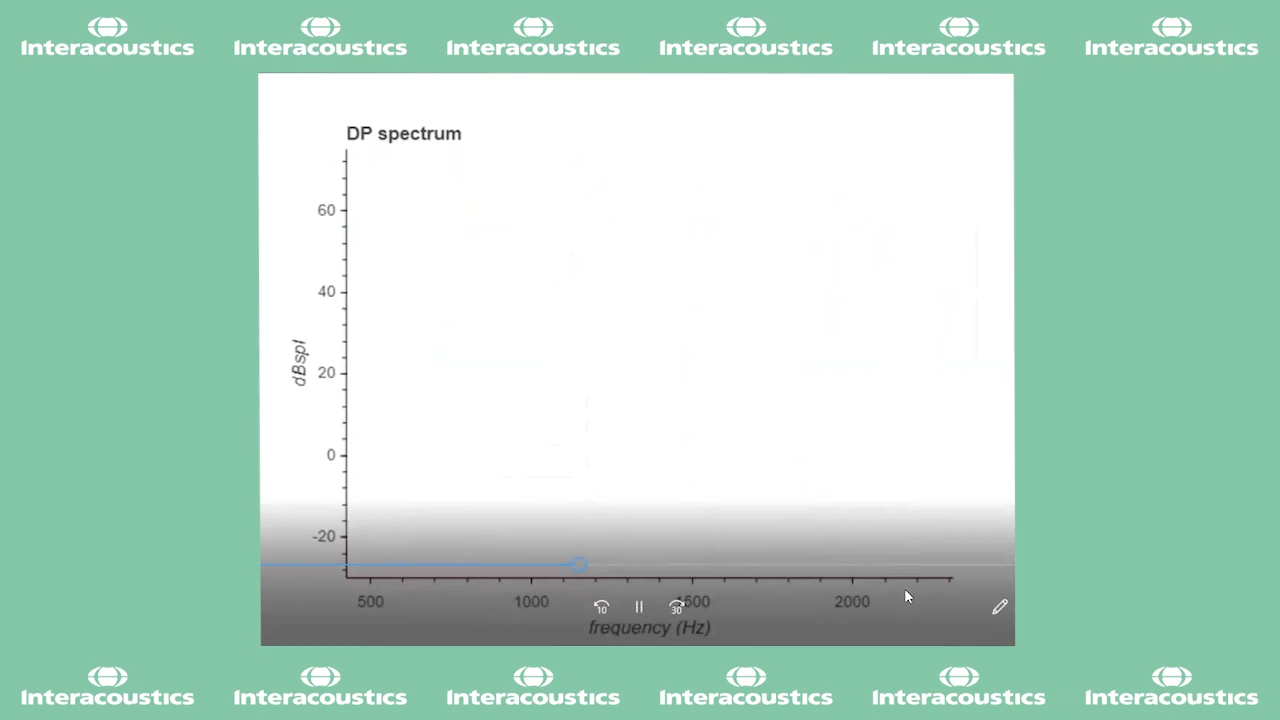 Interacoustics Interacoustics Interacoustics Interacoustics Interacoustics Interacoustics
DP spectrum
60
40
20
0
-20
dBspl
500 1000 1500 2000
10 30
frequency (Hz)
Interacoustics Interacoustics Interacoustics Interacoustics Interacoustics Interacoustics